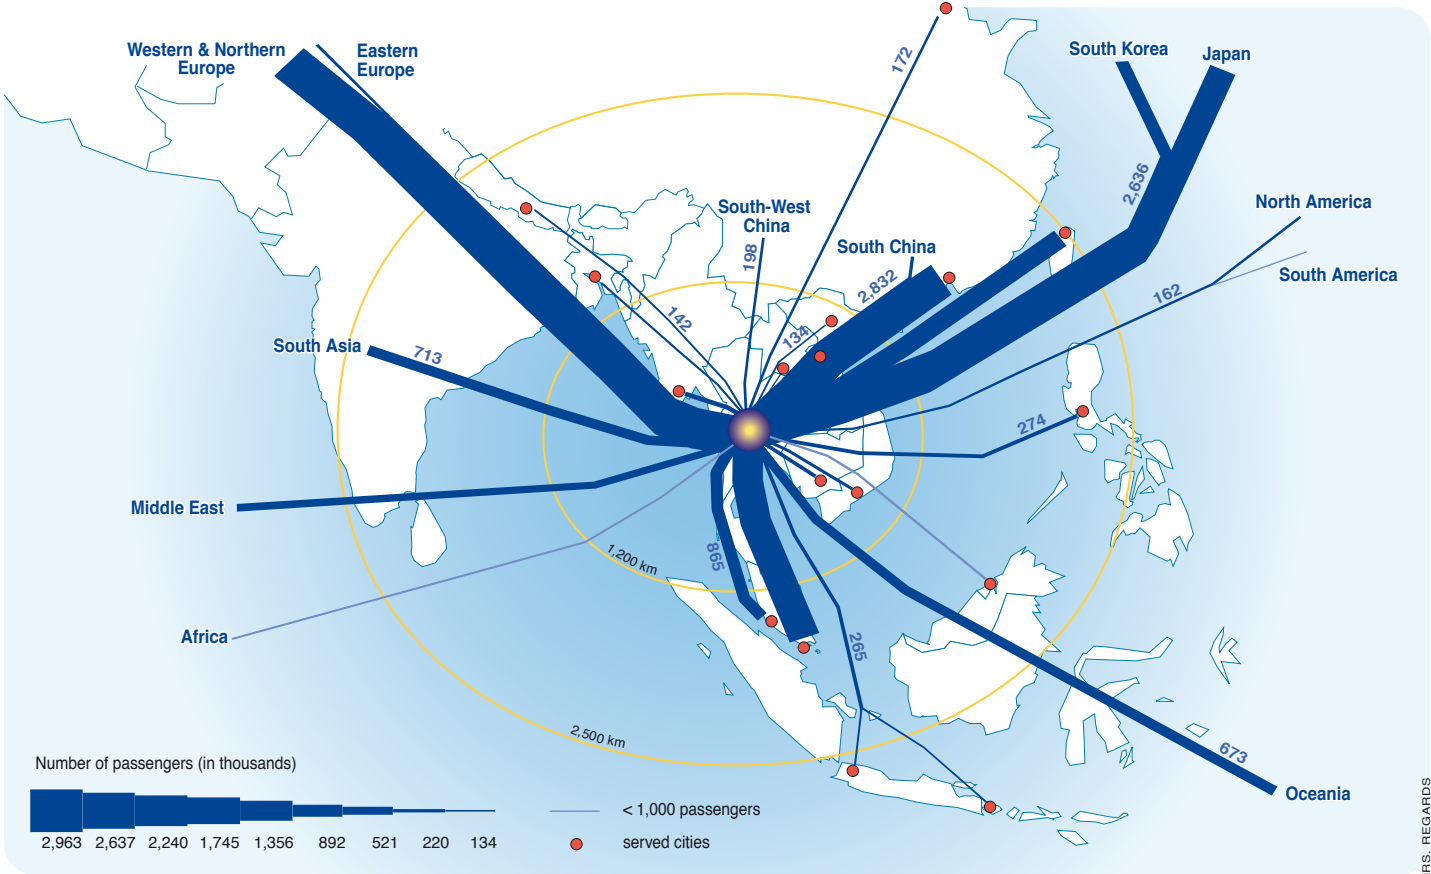 Western & Northern
Europe
Eastern
Europe
172
South Korea
Japan
2,636
North America
South-West
China
198
South China
2,832
South America
162
142
134
South Asia
713
274
Middle East
1,200 km
865
Africa
265
2,500 km
673
Oceania
Number of passengers (in thousands)
2,963 2,637 2,240 1,745 1,356 892 521 220 134
< 1,000 passengers
served cities
RS, REGARDS